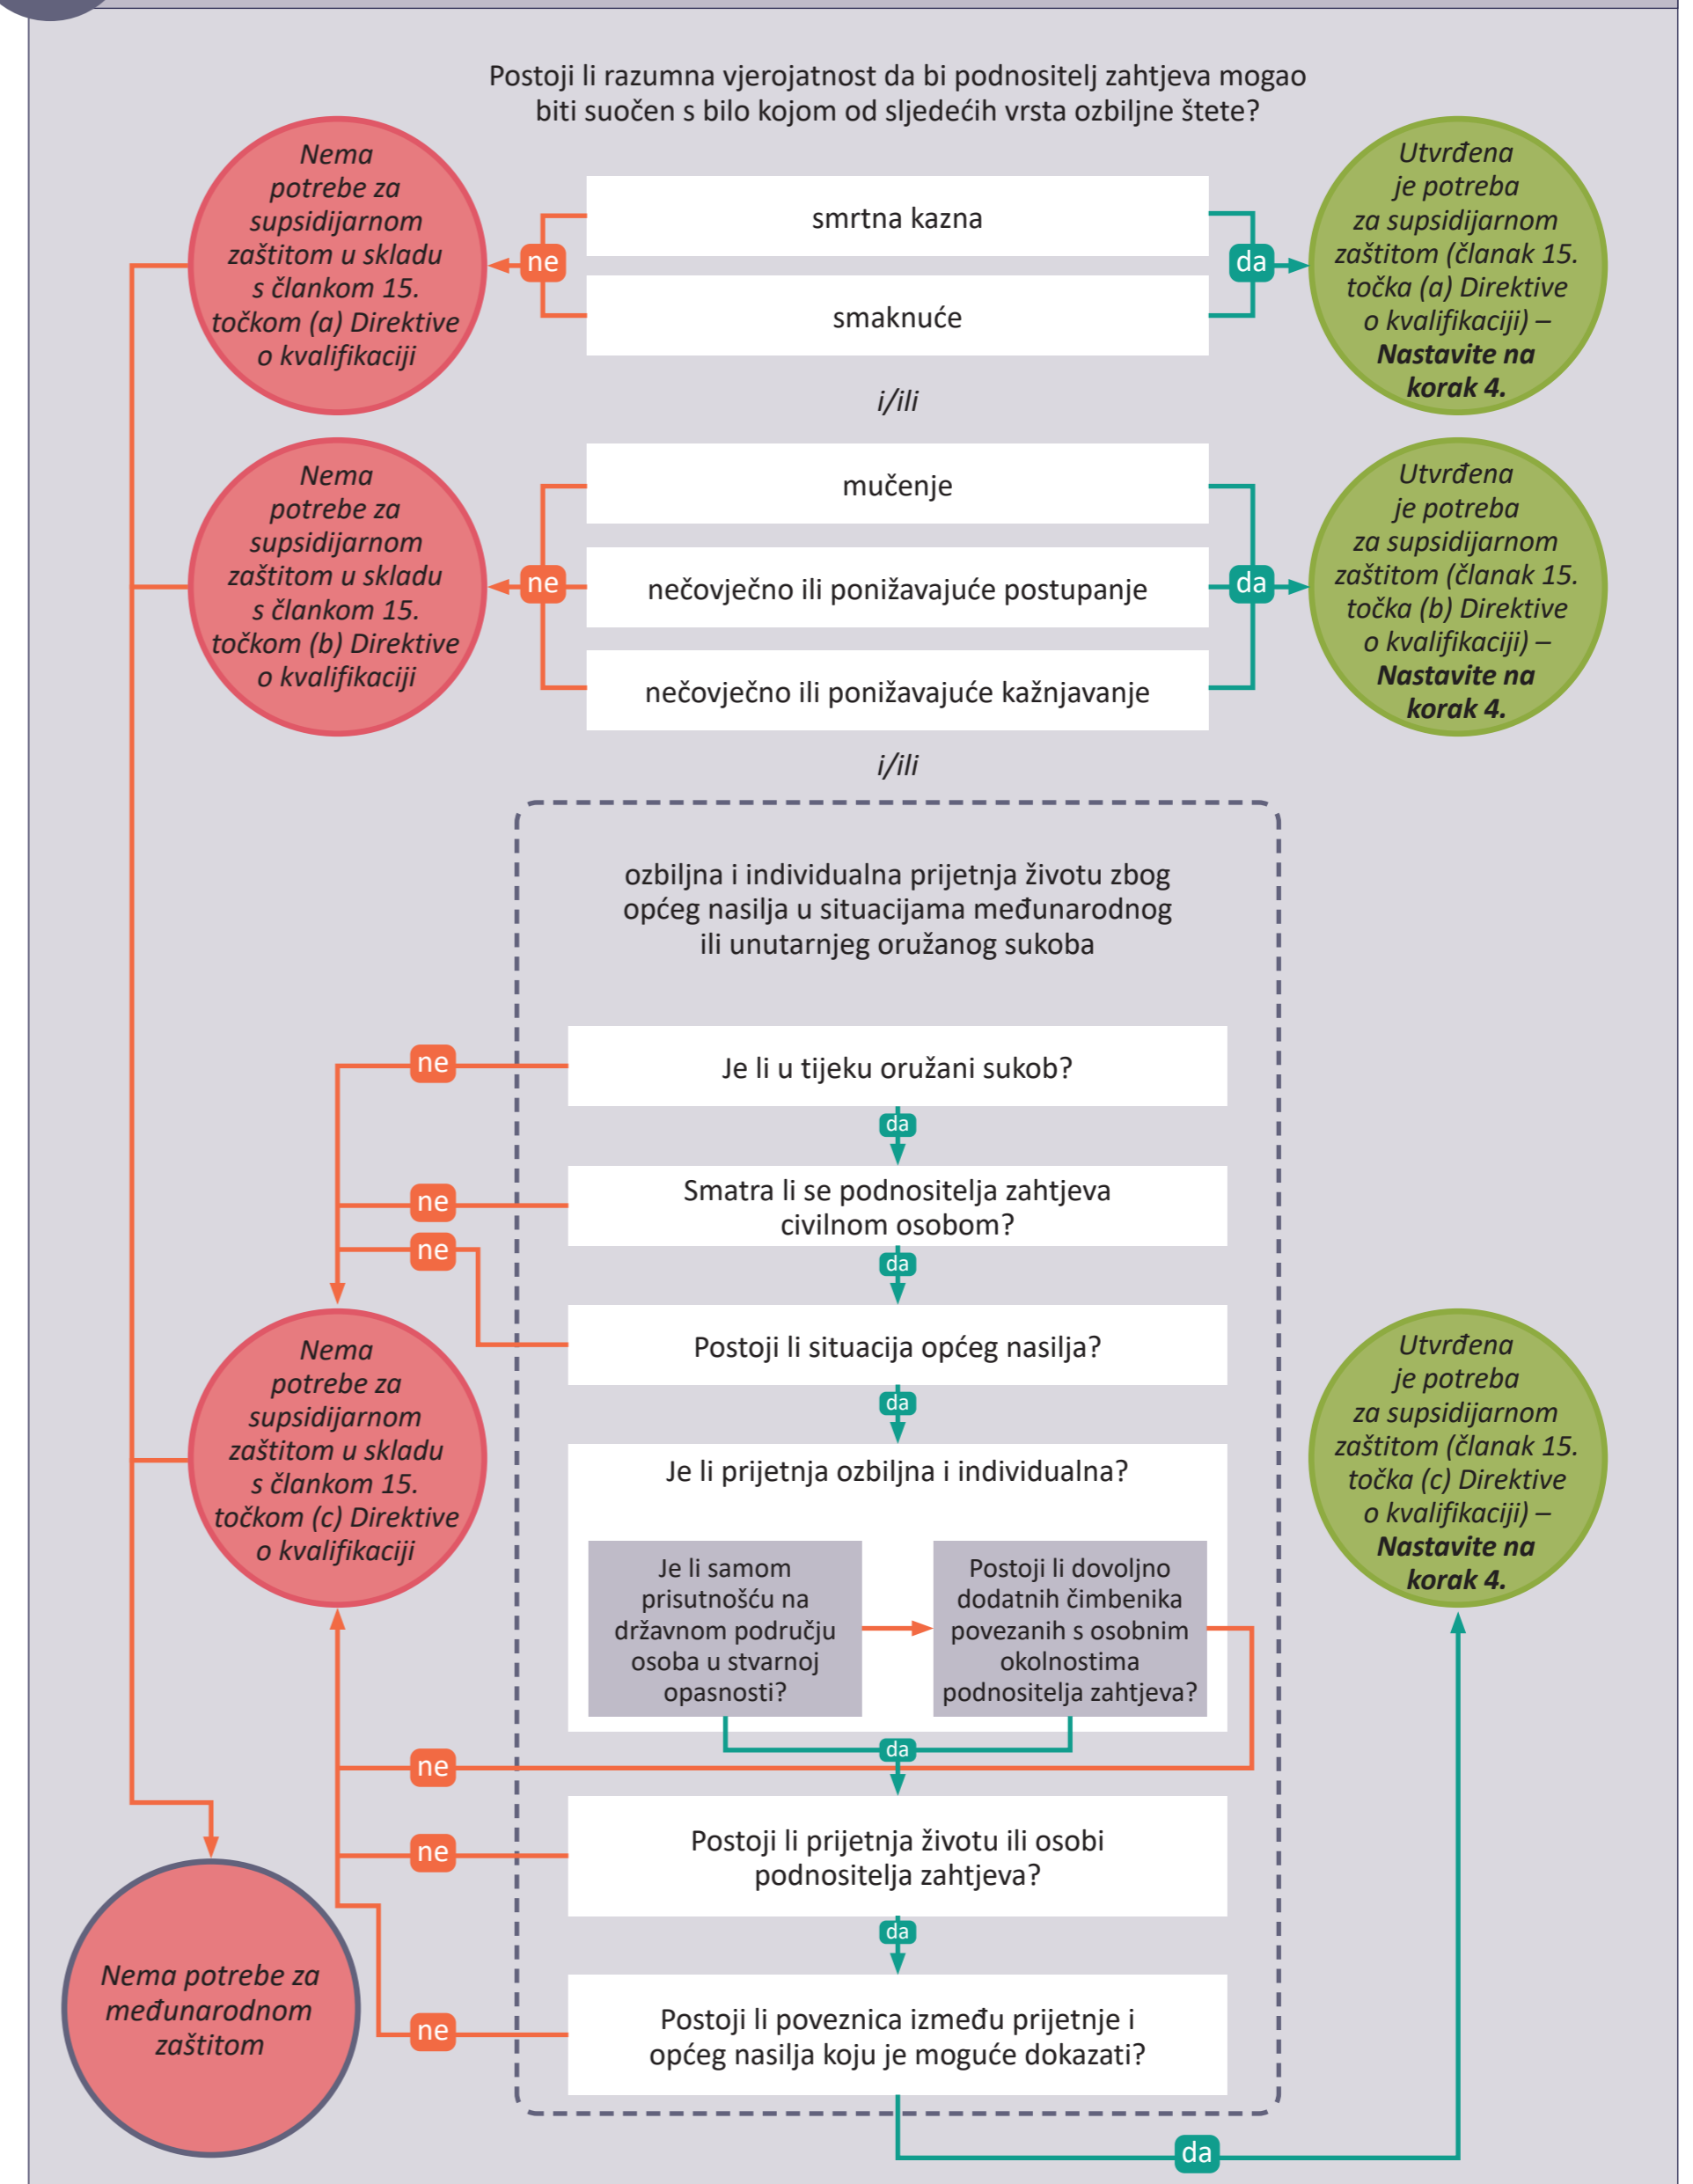 Postoji li razumna vjerojatnost da bi podnositelj zahtjeva mogao
biti suočen s bilo kojom od sljedećih vrsta ozbiljne štete?
Nema
potrebe za
supsidijarnom
zaštitom u skladu
s člankom 15.
točkom (a) Direktive
o kvalifikaciji
ne
smrtna kazna
smaknuće
da
Utvrđena
je potreba
za supsidijarnom
zaštitom (članak 15.
točka (a) Direktive
o kvalifikaciji) –
Nastavite na
korak 4.
i/ili
Nema
potrebe za
supsidijarnom
zaštitom u skladu
s člankom 15.
točkom (b) Direktive
o kvalifikaciji
ne
mučenje
nečovječno ili ponižavajuće postupanje
nečovječno ili ponižavajuće kažnjavanje
da
Utvrđena
je potreba
za supsidijarnom
zaštitom (članak 15.
točka (b) Direktive
o kvalifikaciji) –
Nastavite na
korak 4.
i/ili
ozbiljna i individualna prijetnja životu zbog
općeg nasilja u situacijama međunarodnog
ili unutarnjeg oružanog sukoba
ne
Je li u tijeku oružani sukob?
da
ne
Smatra li se podnositelja zahtjeva
civilnom osobom?
ne
da
Postoji li situacija općeg nasilja?
da
Nema
potrebe za
supsidijarnom
zaštitom u skladu
s člankom 15.
točkom (c) Direktive
o kvalifikaciji
Je li prijetnja ozbiljna i individualna?
Je li samom
prisutnošću na
državnom području
osoba u stvarnoj
opasnosti?
Postoji li dovoljno
dodatnih čimbenika
povezanih s osobnim
okolnostima
podnositelja zahtjeva?
Utvrđena
je potreba
za supsidijarnom
zaštitom (članak 15.
točka (c) Direktive
o kvalifikaciji) –
Nastavite na
korak 4.
da
ne
ne
Postoji li prijetnja životu ili osobi
podnositelja zahtjeva?
da
Nema potrebe za
međunarodnom
zaštitom
ne
Postoji li poveznica između prijetnje i
općeg nasilja koju je moguće dokazati?
da